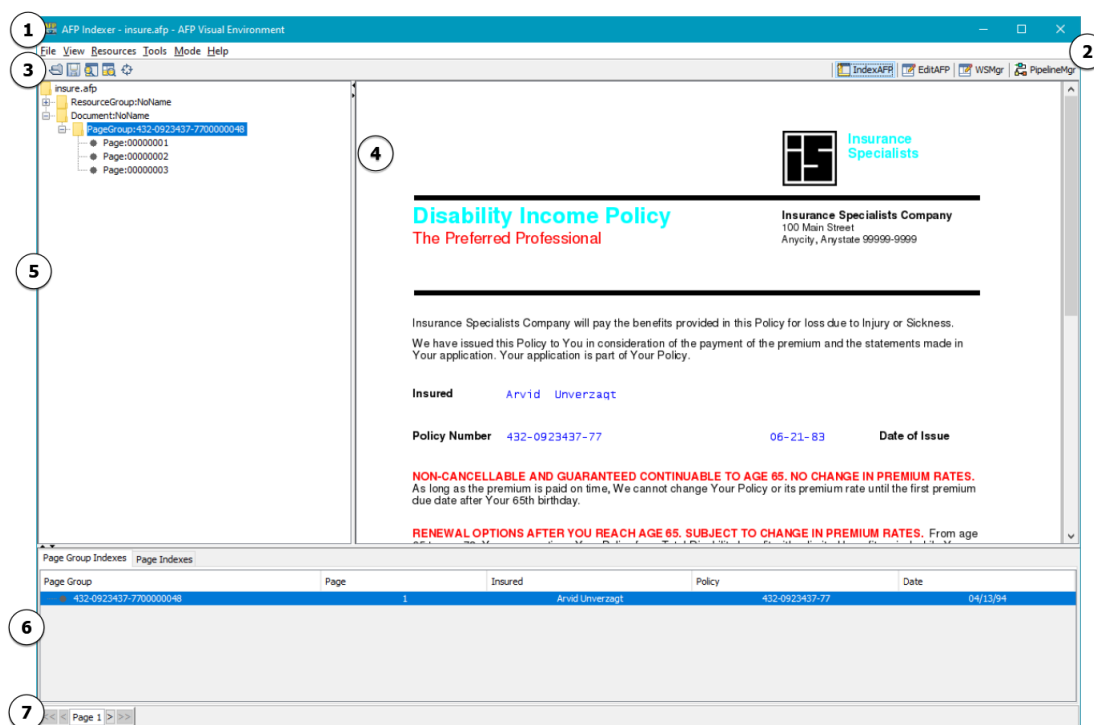 1
AFP Indexer - insure.afp - AFP Visual Environment
2
File View Resources Tools Mode Help
3
IndexAFP EditAFP WSMgr PipelineMgr
insure.afp
ResourceGroup:NoName
Document:NoName
PageGroup:432-0923437-7700000048
Page:00000001
Page:00000002
Page:00000003
4
5
is
Insurance
Specialists
Disability Income Policy
The Preferred Professional
Insurance Specialists Company
100 Main Street
Anycity, Anystate 99999-9999
Insurance Specialists Company will pay the benefits provided in this Policy for loss due to Injury or Sickness.
We have issued this Policy to You in consideration of the payment of the premium and the statements made in
Your application. Your application is part of Your Policy.
Insured Arvid Unverzagt
Policy Number 432-0923437-77 06-21-83 Date of Issue
NON-CANCELLABLE AND GUARANTEED CONTINUABLE TO AGE 65. NO CHANGE IN PREMIUM RATES.
As long as the premium is paid on time, We cannot change Your Policy or its premium rate until the first premium
due date after Your 65th birthday.
RENEWAL OPTIONS AFTER YOU REACH AGE 65. SUBJECT TO CHANGE IN PREMIUM RATES. From age
Page Group Indexes Page Indexes
Page Group Page Insured Policy Date
432-0923437-7700000048 1 Arvid Unverzagt 432-0923437-77 04/13/94
6
7
<< < Page 1 > >>